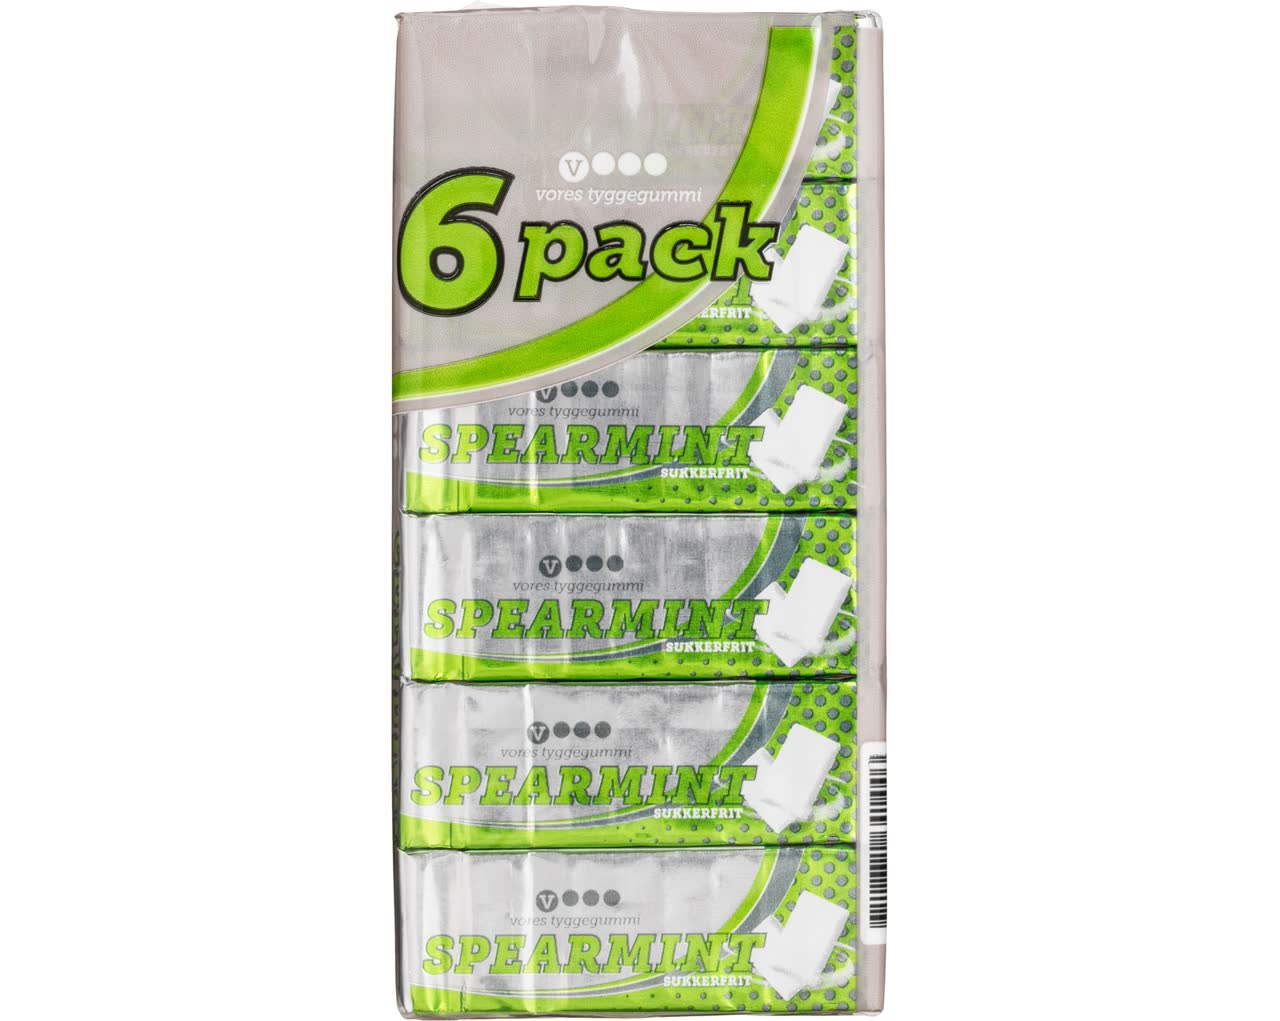 V
vores tyggegummi
6 pack
SUKKERFRIT
V
vores tyggegummi
SPEARMINT
SUKKERFRIT
V
vores tyggegummi
SPEARMINT
SUKKERFRIT
V
vores tyggegummi
SPEARMINT
SUKKERFRIT
V
vores tyggegummi
SPEARMINT
SUKKERFRIT